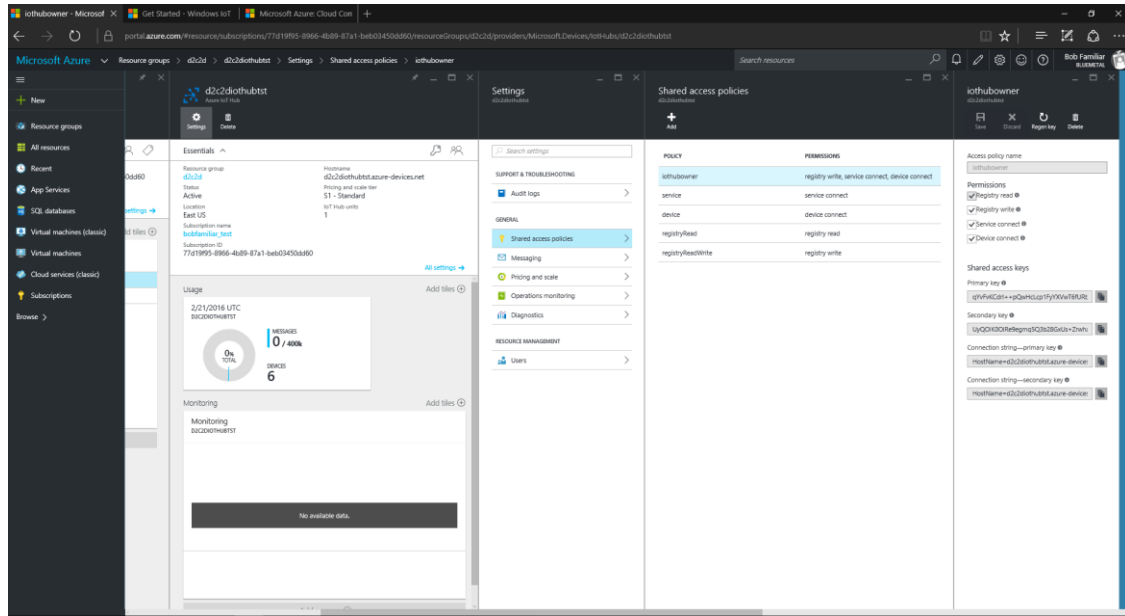 iothubowner - Microsof
Get Started - Windows IoT
Microsoft Azure: Cloud Con
portal.azure.com/#resource/subscriptions/77d19f95-8966-4b89-87a1-beb03450dd60/resourceGroups/d2c2d/providers/Microsoft.Devices/IotHubs/d2c2diothubtst
Microsoft Azure
Resource groups > d2c2d > d2c2diothubtst > Settings > Shared access policies > iothubowner
Search resources
Bob Familiar
BLUEMETAL
New
Resource groups
All resources
Recent
App Services
SQL databases
Virtual machines (classic)
Virtual machines
Cloud services (classic)
Subscriptions
Browse >
0dd60
settings →
dd tiles
d2c2diothubtst
Azure IoT Hub
Settings
Delete
Essentials
Resource group
d2c2d
Status
Active
Location
East US
Subscription name
bobfamiliar_test
Subscription ID
77d19f95-8966-4b89-87a1-beb03450dd60
Hostname
d2c2diothubtst.azure-devices.net
Pricing and scale tier
S1 - Standard
IoT Hub units
1
All settings →
Usage
Add tiles
2/21/2016 UTC
D2C2DIOTHUBTST
0%
TOTAL
MESSAGES
0 / 400k
DEVICES
6
Monitoring
Add tiles
Monitoring
D2C2DIOTHUBTST
No available data.
Settings
d2c2diothubtst
Search settings
SUPPORT & TROUBLESHOOTING
Audit logs
GENERAL
Shared access policies
Messaging
Pricing and scale
Operations monitoring
Diagnostics
RESOURCE MANAGEMENT
Users
Shared access policies
d2c2diothubtst
Add
POLICY PERMISSIONS
iothubowner registry write, service connect, device connect
service service connect
device device connect
registryRead registry read
registryReadWrite registry write
iothubowner
d2c2diothubtst
Save
Discard
Regen key
Delete
Access policy name
iothubowner
Permissions
Registry read
Registry write
Service connect
Device connect
Shared access keys
Primary key
Secondary key
Connection string—primary key
HostName=d2c2diothubtst.azure-devices
Connection string—secondary key
HostName=d2c2diothubtst.azure-devices